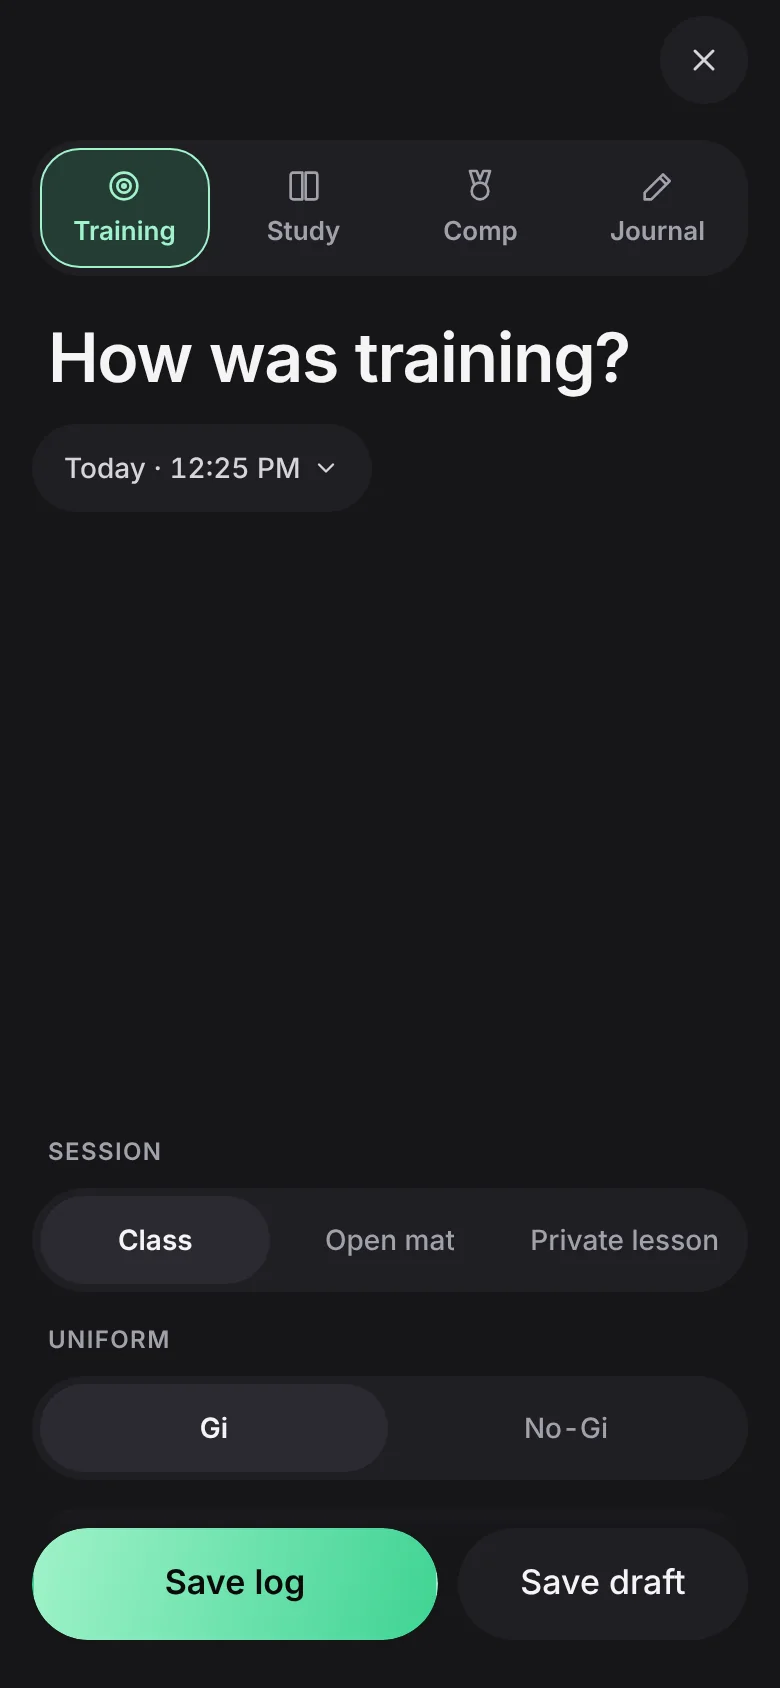 Training Study Comp Journal
How was training?
Today · 12:25 PM
SESSION
Class Open mat Private lesson
UNIFORM
Gi No-Gi
Save log Save draft